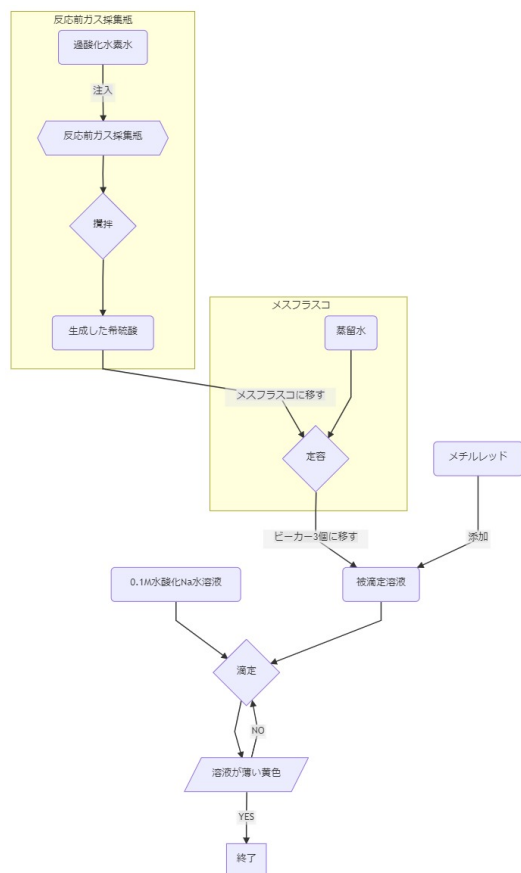 反応前ガス採集瓶
過酸化水素水
注入
反応前ガス採集瓶
攪拌
生成した希硫酸
メスフラスコ
蒸留水
メスフラスコに移す
定容
メチルレッド
ビーカー3個に移す
添加
0.1M水酸化Na水溶液
被滴定溶液
滴定
NO
溶液が薄い黄色
YES
終了